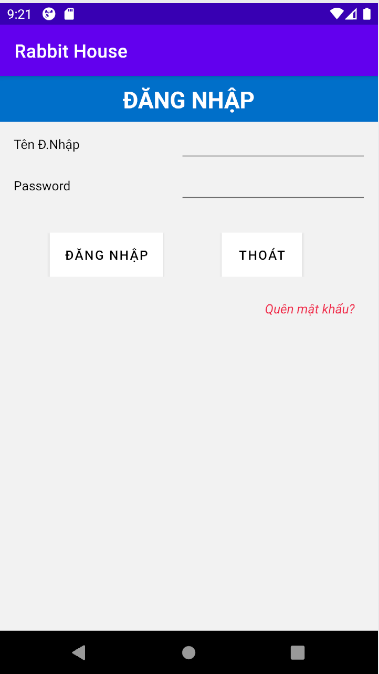 9:21
Rabbit House
ĐĂNG NHẬP
Tên Đ.Nhập
Password
ĐĂNG NHẬP THOÁT
Quên mật khẩu?